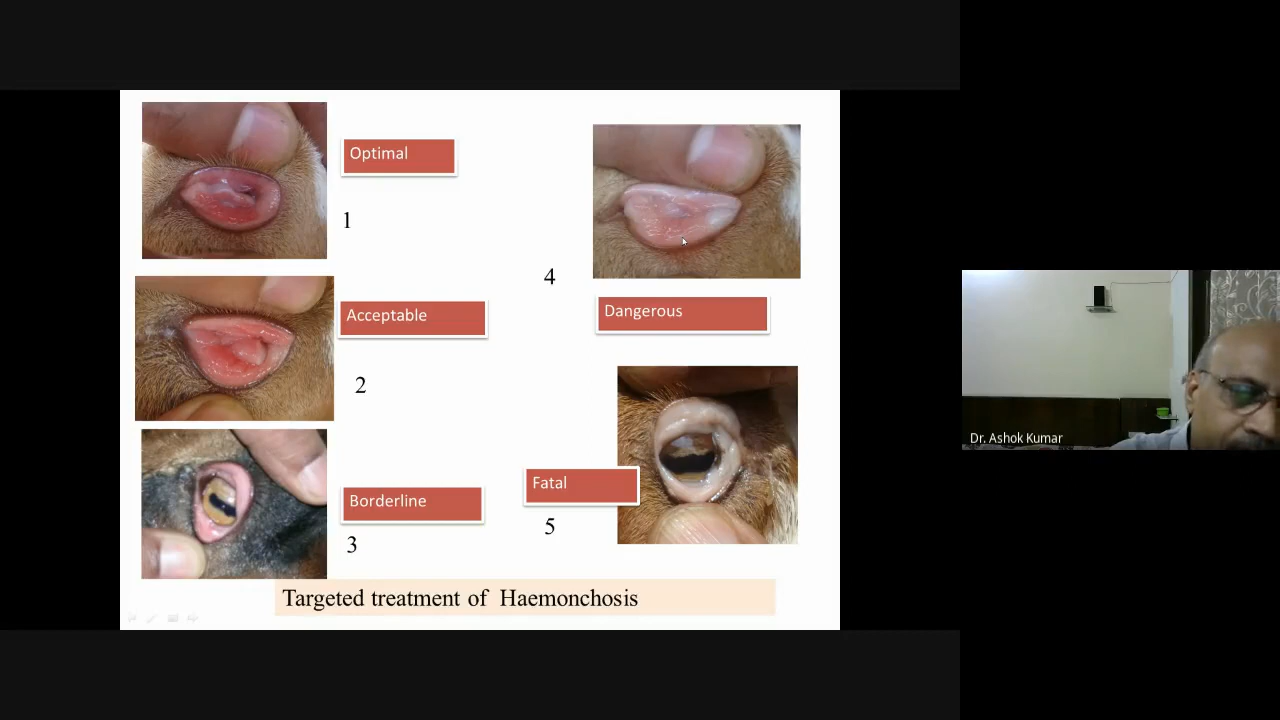 Optimal
1
Acceptable
2
Borderline
3
4
Dangerous
Fatal
5
Targeted treatment of Haemonchosis
Dr. Ashok Kumar